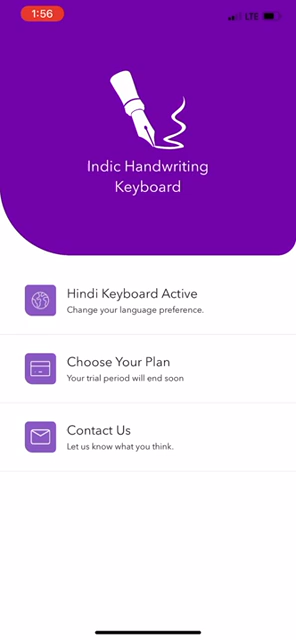 1:56
LTE
Indic Handwriting
Keyboard
Hindi Keyboard Active
Change your language preference.
Choose Your Plan
Your trial period will end soon
Contact Us
Let us know what you think.